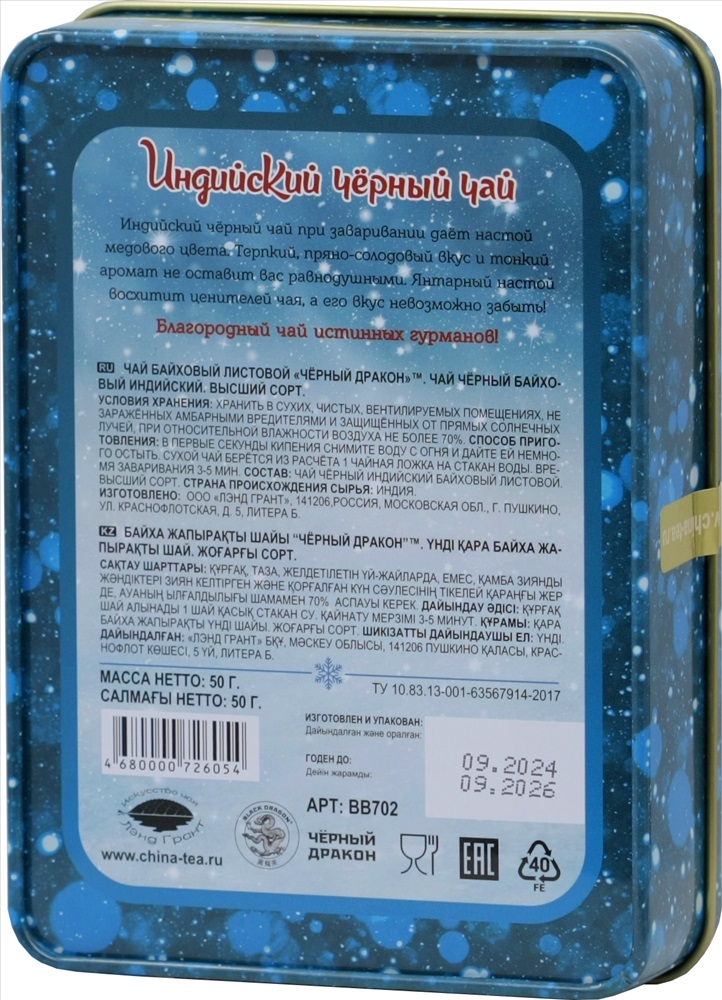 Индийский чёрный чай
Индийский чёрный чай при заваривании даёт настой
медового цвета. Терпкий, пряно-солодовый вкус и тонкий
аромат не оставит вас равнодушными. Янтарный настой
восхитит ценителей чая, а его вкус невозможно забыть!
Благородный чай истинных гурманов!
RU ЧАЙ БАЙХОВЫЙ ЛИСТОВОЙ «ЧЁРНЫЙ ДРАКОН»™. ЧАЙ ЧЁРНЫЙ БАЙХО-
ВЫЙ ИНДИЙСКИЙ. ВЫСШИЙ СОРТ.
УСЛОВИЯ ХРАНЕНИЯ: ХРАНИТЬ В СУХИХ, ЧИСТЫХ, ВЕНТИЛИРУЕМЫХ ПОМЕЩЕНИЯХ, НЕ
ЗАРАЖЁННЫХ АМБАРНЫМИ ВРЕДИТЕЛЯМИ И ЗАЩИЩЁННЫХ ОТ ПРЯМЫХ СОЛНЕЧНЫХ
ЛУЧЕЙ, ПРИ ОТНОСИТЕЛЬНОЙ ВЛАЖНОСТИ ВОЗДУХА НЕ БОЛЕЕ 70%. СПОСОБ ПРИГО-
ТОВЛЕНИЯ: В ПЕРВЫЕ СЕКУНДЫ КИПЕНИЯ СНИМИТЕ ВОДУ С ОГНЯ И ДАЙТЕ ЕЙ НЕМНО-
ГО ОСТЫТЬ. СУХОЙ ЧАЙ БЕРЁТСЯ ИЗ РАСЧЁТА 1 ЧАЙНАЯ ЛОЖКА НА СТАКАН ВОДЫ. ВРЕ-
МЯ ЗАВАРИВАНИЯ 3-5 МИН. СОСТАВ: ЧАЙ ЧЁРНЫЙ ИНДИЙСКИЙ БАЙХОВЫЙ ЛИСТОВОЙ.
ВЫСШИЙ СОРТ. СТРАНА ПРОИСХОЖДЕНИЯ СЫРЬЯ: ИНДИЯ.
ИЗГОТОВЛЕНО: ООО «ЛЭНД ГРАНТ», 141206,РОССИЯ, МОСКОВСКАЯ ОБЛ., Г. ПУШКИНО,
УЛ. КРАСНОФЛОТСКАЯ, Д. 5, ЛИТЕРА Б.
KZ БАЙХА ЖАПЫРАҚТЫ ШАЙЫ "ЧЁРНЫЙ ДРАКОН"™. ҮНДІ ҚАРА БАЙХА ЖА-
ПЫРАҚТЫ ШАЙ. ЖОҒАРҒЫ СОРТ.
САҚТАУ ШАРТТАРЫ: ҚҰРҒАҚ, ТАЗА, ЖЕЛДЕТІЛЕТІН ҮЙ-ЖАЙЛАРДА, ЕМЕС, ҚАМБА ЗИЯНДЫ
ЖӘНДІКТЕРІ ЗИЯН КЕЛТІРГЕН ЖӘНЕ ҚОРҒАЛҒАН КҮН СӘУЛЕСІНІҢ ТІКЕЛЕЙ ҚАРАҢҒЫ ЖЕР
ДЕ, АУАНЫҢ ЫЛҒАЛДЫЛЫҒЫ ШАМАМЕН 70% АСПАУЫ КЕРЕК. ДАЙЫНДАУ ӘДІСІ: ҚҰРҒАҚ
ШАЙ АЛЫНАДЫ 1 ШАЙ ҚАСЫҚ СТАКАН СУ. ҚАЙНАТУ МЕРЗІМІ 3-5 МИНУТ. ҚҰРАМЫ: ҚАРА
БАЙХА ЖАПЫРАҚТЫ ҮНДІ ШАЙЫ, ЖОҒАРҒЫ СОРТ. ШИКІЗАТТЫ ДАЙЫНДАУШЫ ЕЛ: ҮНДІ.
ДАЙЫНДАЛҒАН: «ЛЭНД ГРАНТ» БҚУ, МӘСКЕУ ОБЛЫСЫ, 141206 ПУШКИНО ҚАЛАСЫ, КРАС-
НОФЛОТ КӨШЕСІ, 5 ҮЙ, ЛИТЕРА Б.
МАССА НЕТТО: 50 Г.
САЛМАҒЫ НЕТТО: 50 Г.
ТУ 10.83.13-001-63567914-2017
4 680000 726054
ИЗГОТОВЛЕН И УПАКОВАН:
Дайындалған және оралған:
ГОДЕН ДО:
Дейін жарамды:
09.2024
09.2026
АРТ: BB702
Искусство чая
Лэнд Грант
www.china-tea.ru
BLACK DRAGON
ЧЁРНЫЙ
ДРАКОН
EAC
40
FE
w.china-tea.ru